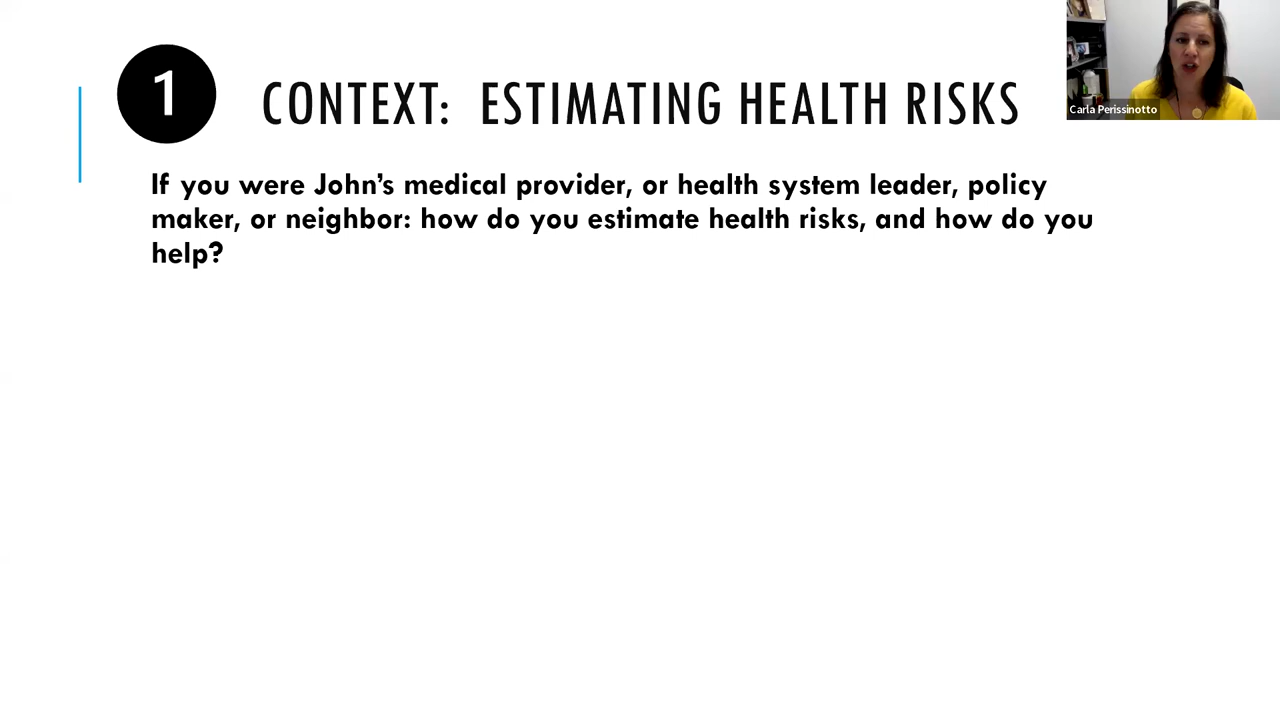 1
CONTEXT: ESTIMATING HEALTH RISKS
Carla Perissinotto
If you were John's medical provider, or health system leader, policy
maker, or neighbor: how do you estimate health risks, and how do you
help?